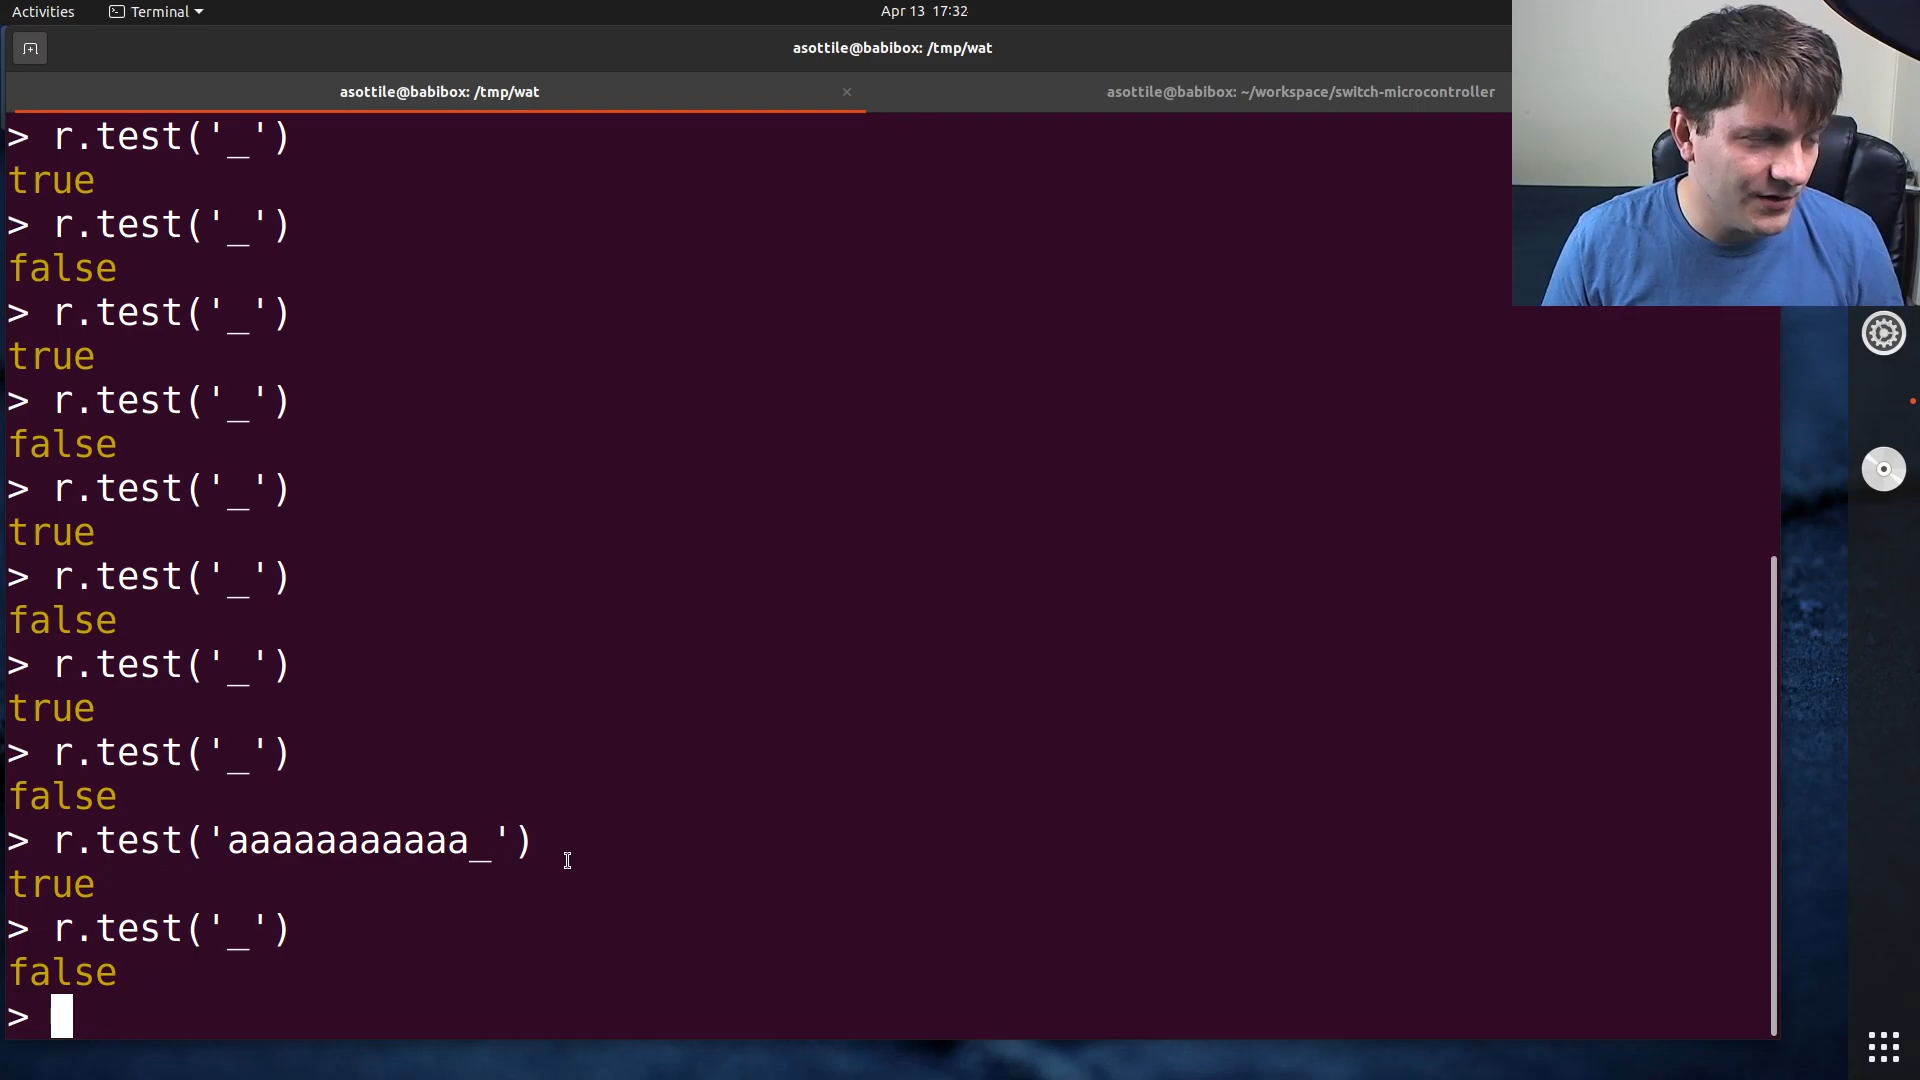 Activities
Terminal
Apr 13 17:32
asottile@babibox: /tmp/wat
asottile@babibox: /tmp/wat ×
asottile@babibox: ~/workspace/switch-microcontroller
> r.test('_')
true
> r.test('_')
false
> r.test('_')
true
> r.test('_')
false
> r.test('_')
true
> r.test('_')
false
> r.test('_')
true
> r.test('_')
false
> r.test('aaaaaaaaaaa_')
true
> r.test('_')
false
>